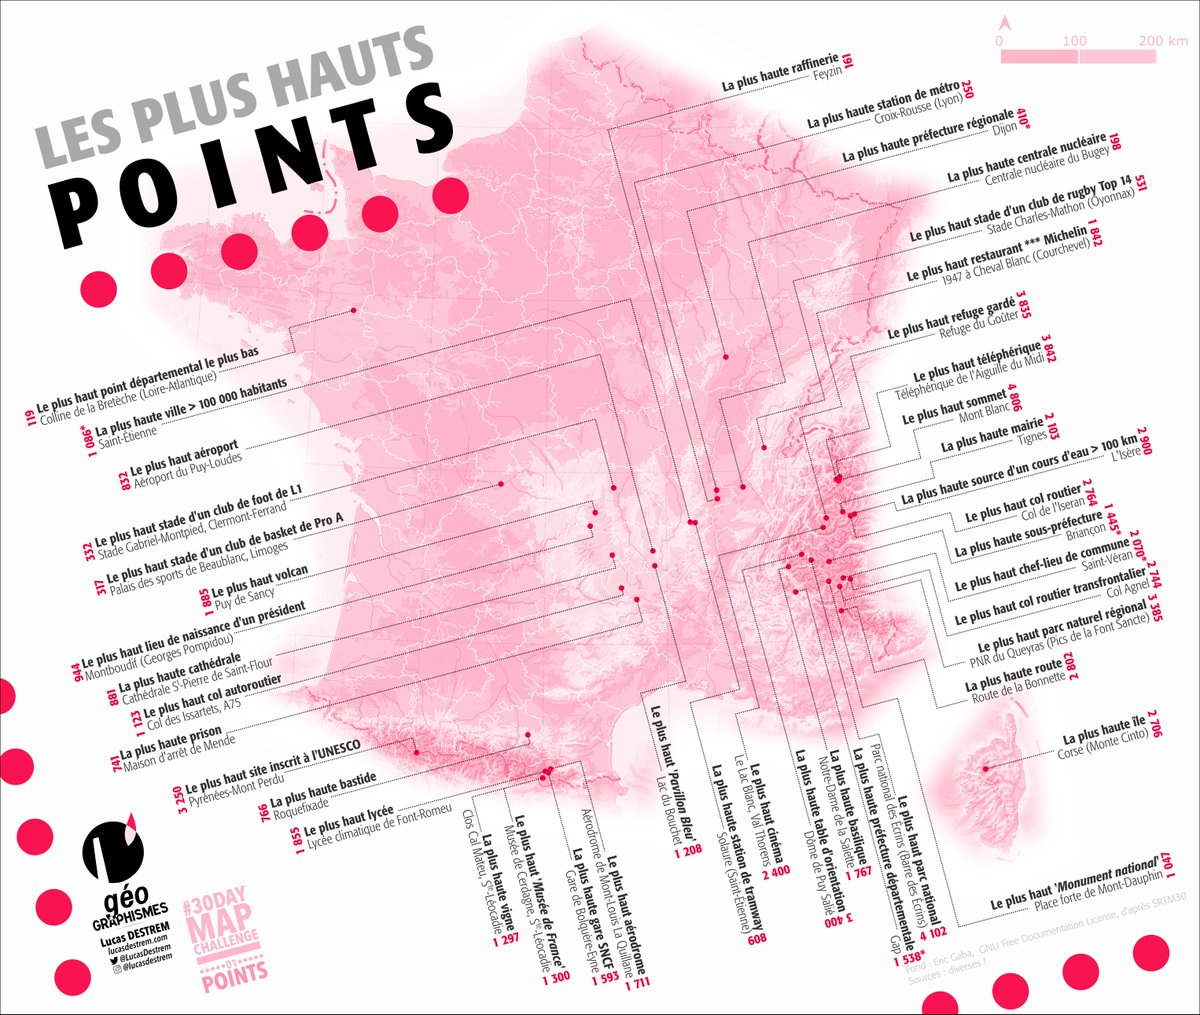 LES PLUS HAUTS
POINTS
0 100 200 km
La plus haute raffinerie
Feyzin
191
La plus haute station de métro
Croix-Rousse (Lyon)
250
La plus haute préfecture régionale
Dijon
410*
La plus haute centrale nucléaire
Centrale nucléaire du Bugey
198
Le plus haut stade d'un club de rugby Top 14
Stade Charles-Mathon (Oyonnax)
531
Le plus haut restaurant *** Michelin
1947 à Cheval Blanc (Courchevel)
1 842
Le plus haut refuge gardé
Refuge du Goûter
3 835
Le plus haut téléphérique
Téléphérique de l'Aiguille du Midi
3 842
Le plus haut sommet
Mont Blanc
4 806
La plus haute mairie
Tignes
2 103
La plus haute source d'un cours d'eau > 100 km
L'Isère
2 900
Le plus haut col routier
Col de l'Iseran
2 764
La plus haute sous-préfecture
Briançon
1 445*
Le plus haut chef-lieu de commune
Saint-Véran
2 070*
Le plus haut col routier transfrontalier
Col Agnel
2 744
Le plus haut parc naturel régional
PNR du Queyras (Pics de la Font Sancte)
3 385
La plus haute route
Route de la Bonnette
2 802
La plus haute île
Corse (Monte Cinto)
2 706
Le plus haut 'Monument national'
Place forte de Mont-Dauphin
1 047
119
Le plus haut point départemental le plus bas
Colline de la Bretèche (Loire-Atlantique)
1 086*
La plus haute ville > 100 000 habitants
Saint-Étienne
832
Le plus haut aéroport
Aéroport du Puy-Loudes
332
Le plus haut stade d'un club de foot de L1
Stade Gabriel-Montpied, Clermont-Ferrand
317
Le plus haut stade d'un club de basket de Pro A
Palais des sports de Beaublanc, Limoges
1 885
Le plus haut volcan
Puy de Sancy
944
Le plus haut lieu de naissance d'un président
Montboudif (Georges Pompidou)
881
La plus haute cathédrale
Cathédrale St-Pierre de Saint-Flour
1 123
Le plus haut col autoroutier
Col des Issartets, A75
741
La plus haute prison
Maison d'arrêt de Mende
3 250
Le plus haut site inscrit à l'UNESCO
Pyrénées-Mont Perdu
796
La plus haute bastide
Roquefixade
1 855
Le plus haut lycée
Lycée climatique de Font-Romeu
La plus haute vigne
Clos Cal Mateu, Ste-Léocadie
1 297
Le plus haut 'Musée de France'
Musée de Cerdagne, Ste-Léocadie
1 300
La plus haute gare SNCF
Gare de Bolquère-Eyne
1 593
Le plus haut aérodrome
Aérodrome de Mont-Louis La Quillane
1 711
Le plus haut 'Pavillon Bleu'
Lac du Bouchet
1 208
La plus haute station de tramway
Solaure (Saint-Étienne)
608
Le plus haut cinéma
Le Lac Blanc, Val Thorens
2 400
La plus haute table d'orientation
Dôme de Puy Salié
3 400
La plus haute basilique
Notre-Dame de la Salette
1 767
La plus haute préfecture départementale
Gap
1 538*
Le plus haut parc national
Parc national des Écrins (Barre des Écrins)
4 102
géo
GRAPHISMES
Lucas DESTREM
lucasdestrem.com
@LucasDestrem
@lucasdestrem
#30DAY
MAP
CHALLENGE
01
POINTS
Fond : Eric Gaba, GNU Free Documentation License, d'après SRTM30
Sources : diverses !